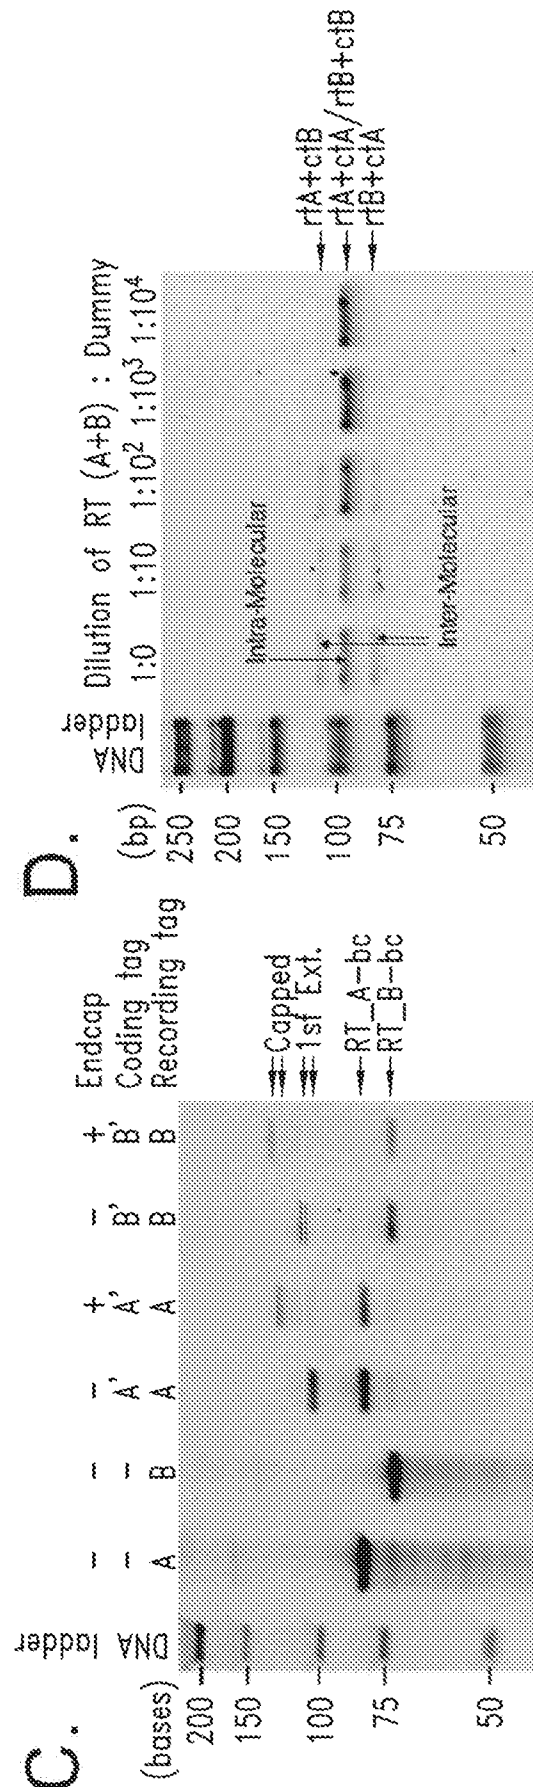 C.
(bases)
200
150
100
75
50
DNA ladder
– – – – + – + Endcap
– – A' A' B' B' Coding tag
A B A A B B Recording tag
Capped
1st Ext.
RT_A-bc
RT_B-bc
D.
(bp)
250
200
150
100
75
50
DNA
ladder
Dilution of RT (A+B) : Dummy
1:0 1:10 1:10² 1:10³ 1:10⁴
Intra-Molecular
Inter-Molecular
rtA+ctB
rtA+ctA/rtB+ctB
rtB+ctA